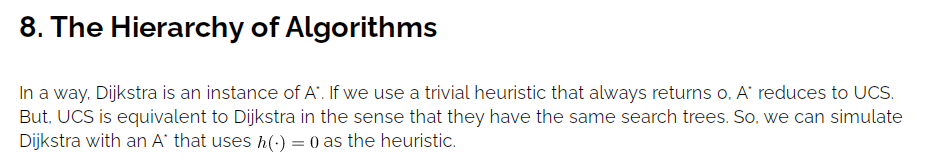 8. The Hierarchy of Algorithms
In a way, Dijkstra is an instance of A*. If we use a trivial heuristic that always returns 0, A* reduces to UCS.
But, UCS is equivalent to Dijkstra in the sense that they have the same search trees. So, we can simulate
Dijkstra with an A* that uses h(·) = 0 as the heuristic.